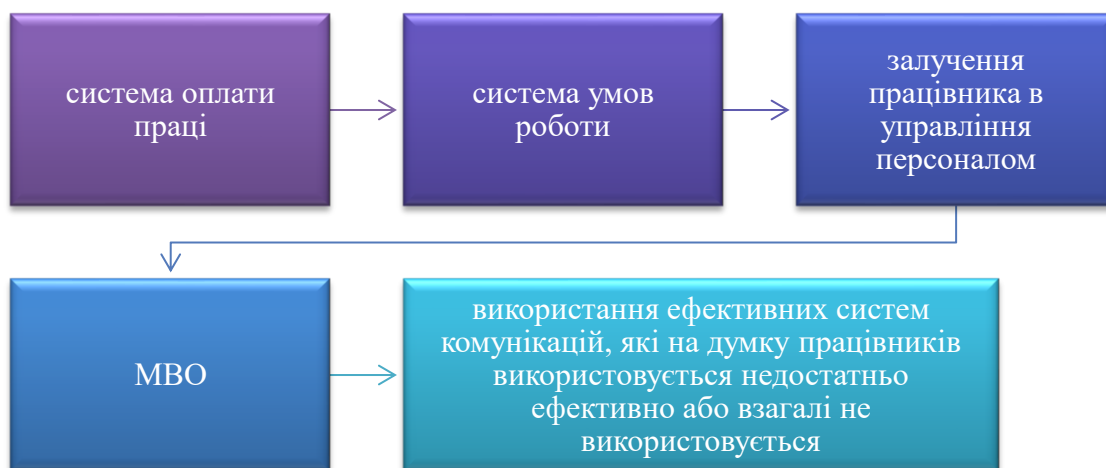 система оплати
праці
система умов
роботи
залучення
працівника в
управління
персоналом
МВО
використання ефективних систем
комунікацій, які на думку працівників
використовується недостатньо
ефективно або взагалі не
використовується